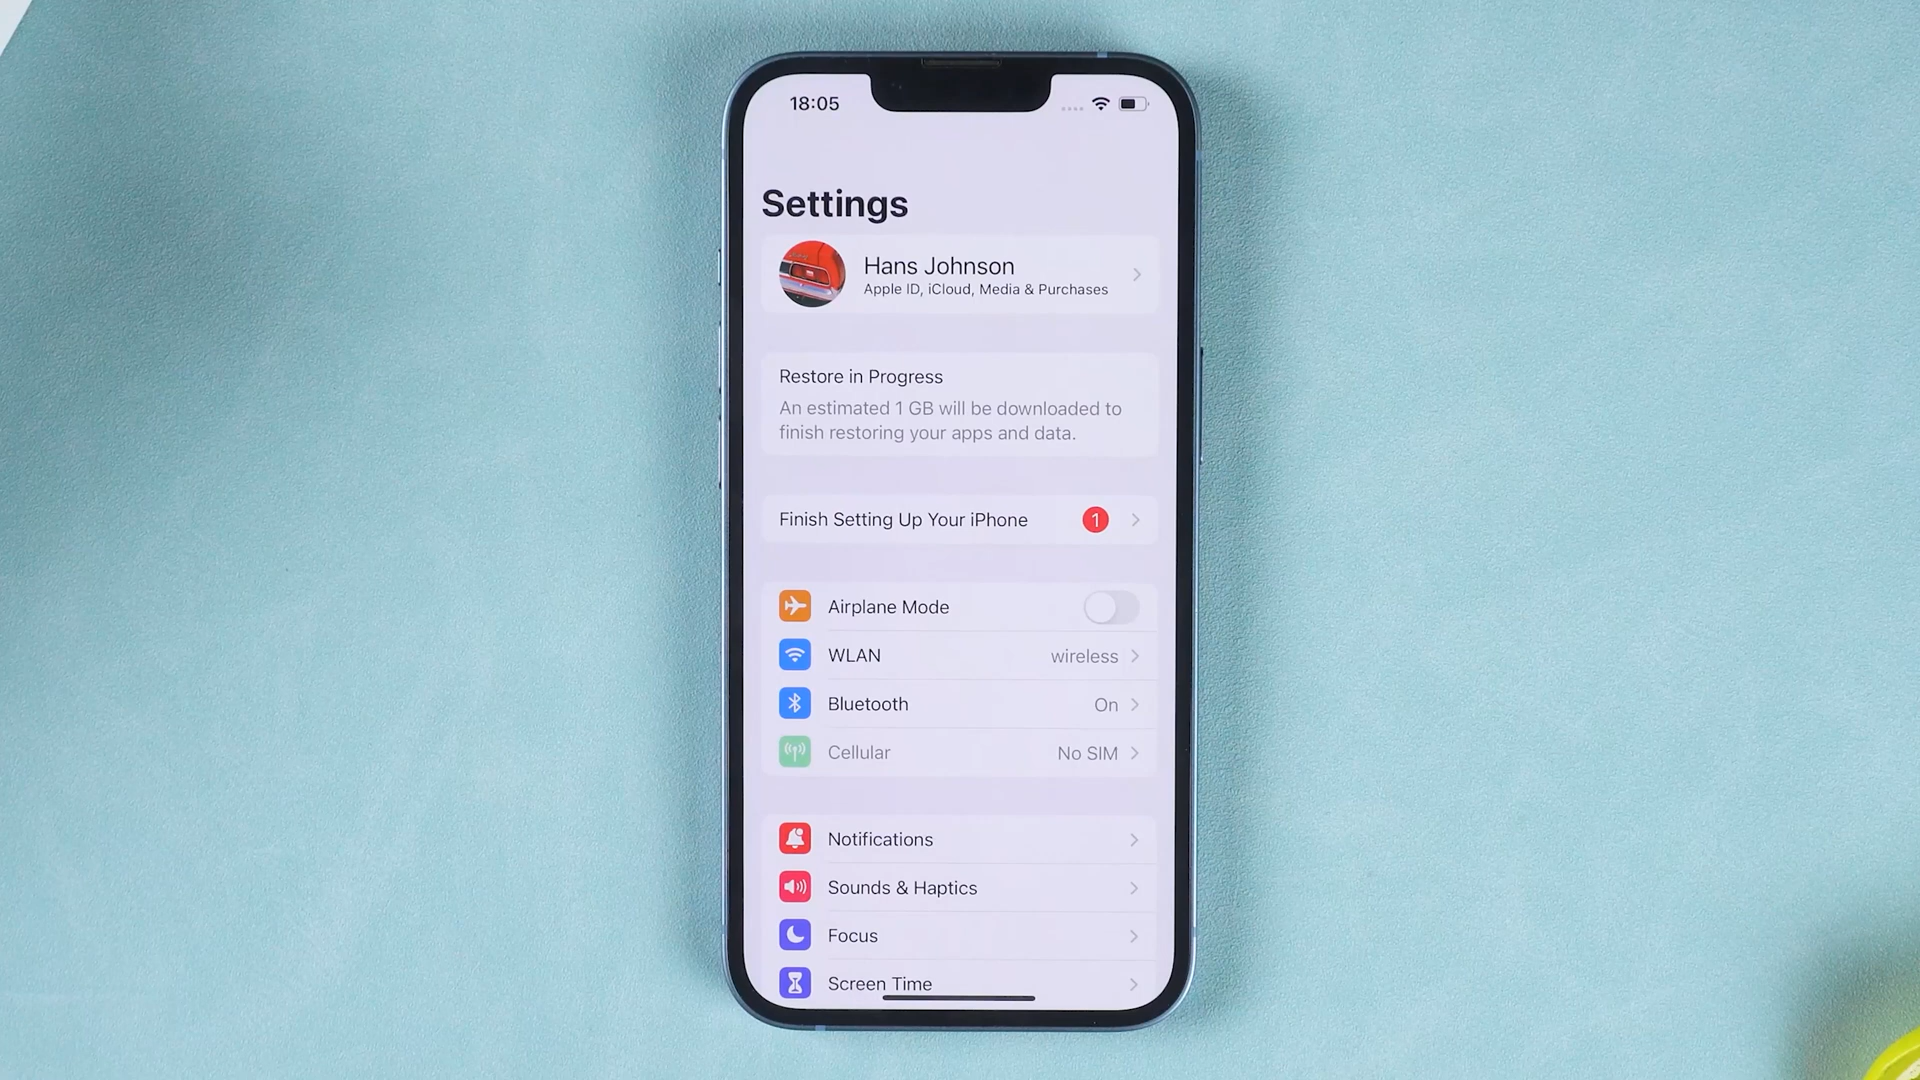 18:05
Settings
Hans Johnson
Apple ID, iCloud, Media & Purchases
Restore in Progress
An estimated 1 GB will be downloaded to
finish restoring your apps and data.
Finish Setting Up Your iPhone 1
Airplane Mode
WLAN wireless
Bluetooth On
Cellular No SIM
Notifications
Sounds & Haptics
Focus
Screen Time